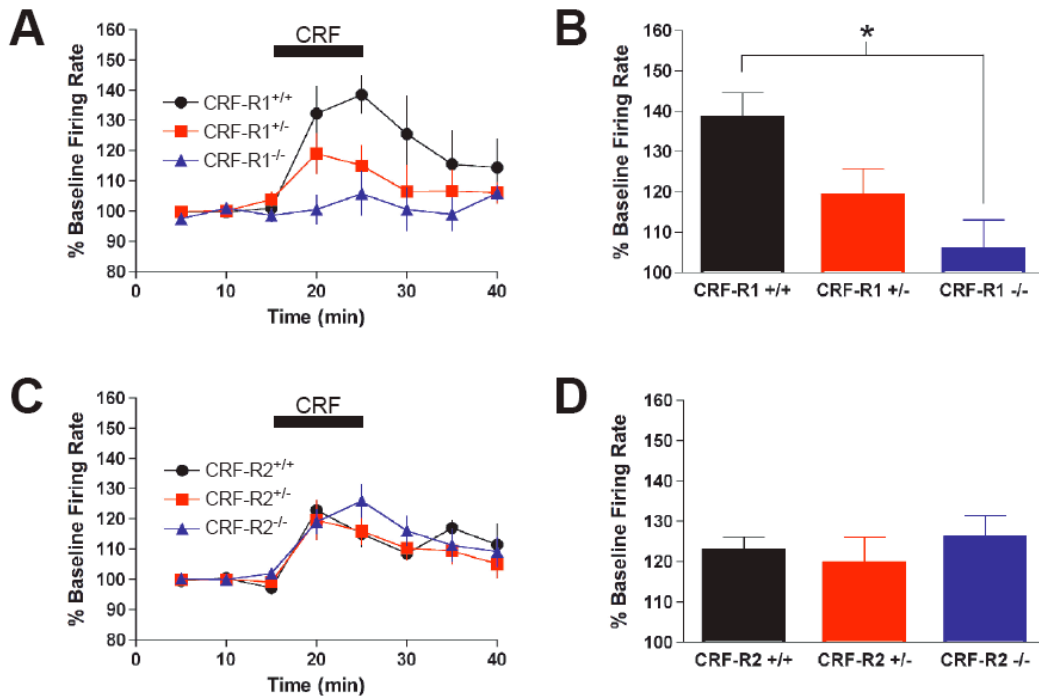 A
CRF
% Baseline Firing Rate
160
150
140
130
120
110
100
90
80
CRF-R1+/+
CRF-R1+/-
CRF-R1-/-
0
10
20
30
40
Time (min)
B
*
% Baseline Firing Rate
160
150
140
130
120
110
100
CRF-R1 +/+
CRF-R1 +/-
CRF-R1 -/-
C
CRF
% Baseline Firing Rate
160
150
140
130
120
110
100
90
80
CRF-R2+/+
CRF-R2+/-
CRF-R2-/-
0
10
20
30
40
Time (min)
D
% Baseline Firing Rate
160
150
140
130
120
110
100
CRF-R2 +/+
CRF-R2 +/-
CRF-R2 -/-